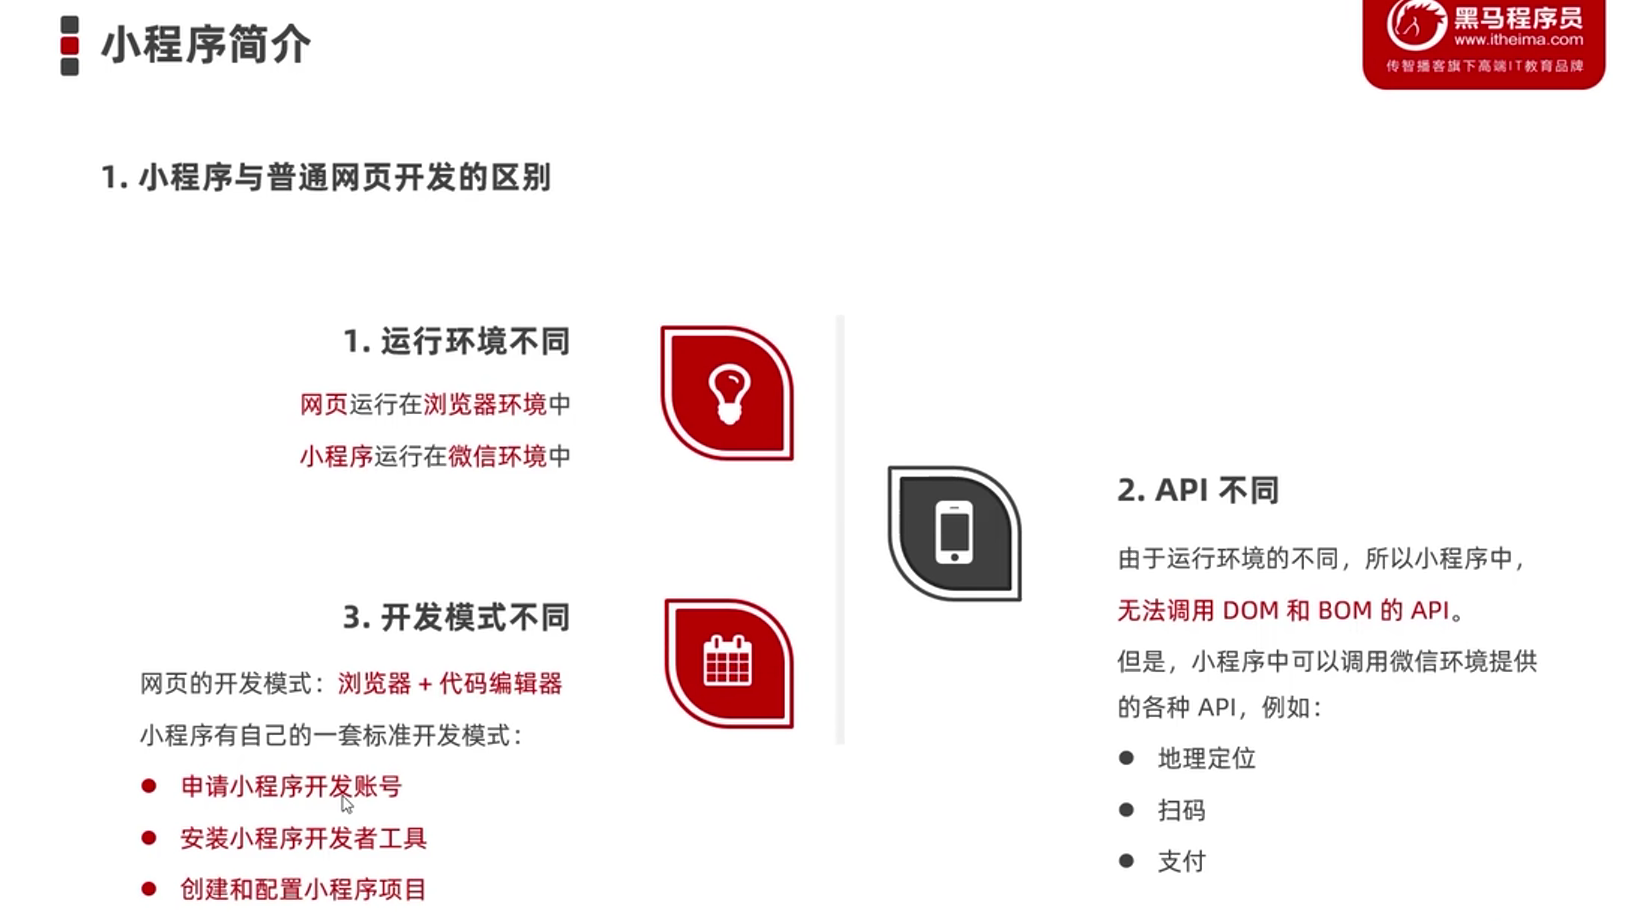 小程序简介
黑马程序员
www.itheima.com
传智播客旗下高端IT教育品牌
1. 小程序与普通网页开发的区别
1. 运行环境不同
网页运行在浏览器环境中
小程序运行在微信环境中
2. API 不同
由于运行环境的不同，所以小程序中，
无法调用 DOM 和 BOM 的 API。
但是，小程序中可以调用微信环境提供
的各种 API，例如：
● 地理定位
● 扫码
● 支付
3. 开发模式不同
网页的开发模式：浏览器 + 代码编辑器
小程序有自己的一套标准开发模式：
● 申请小程序开发账号
● 安装小程序开发者工具
● 创建和配置小程序项目